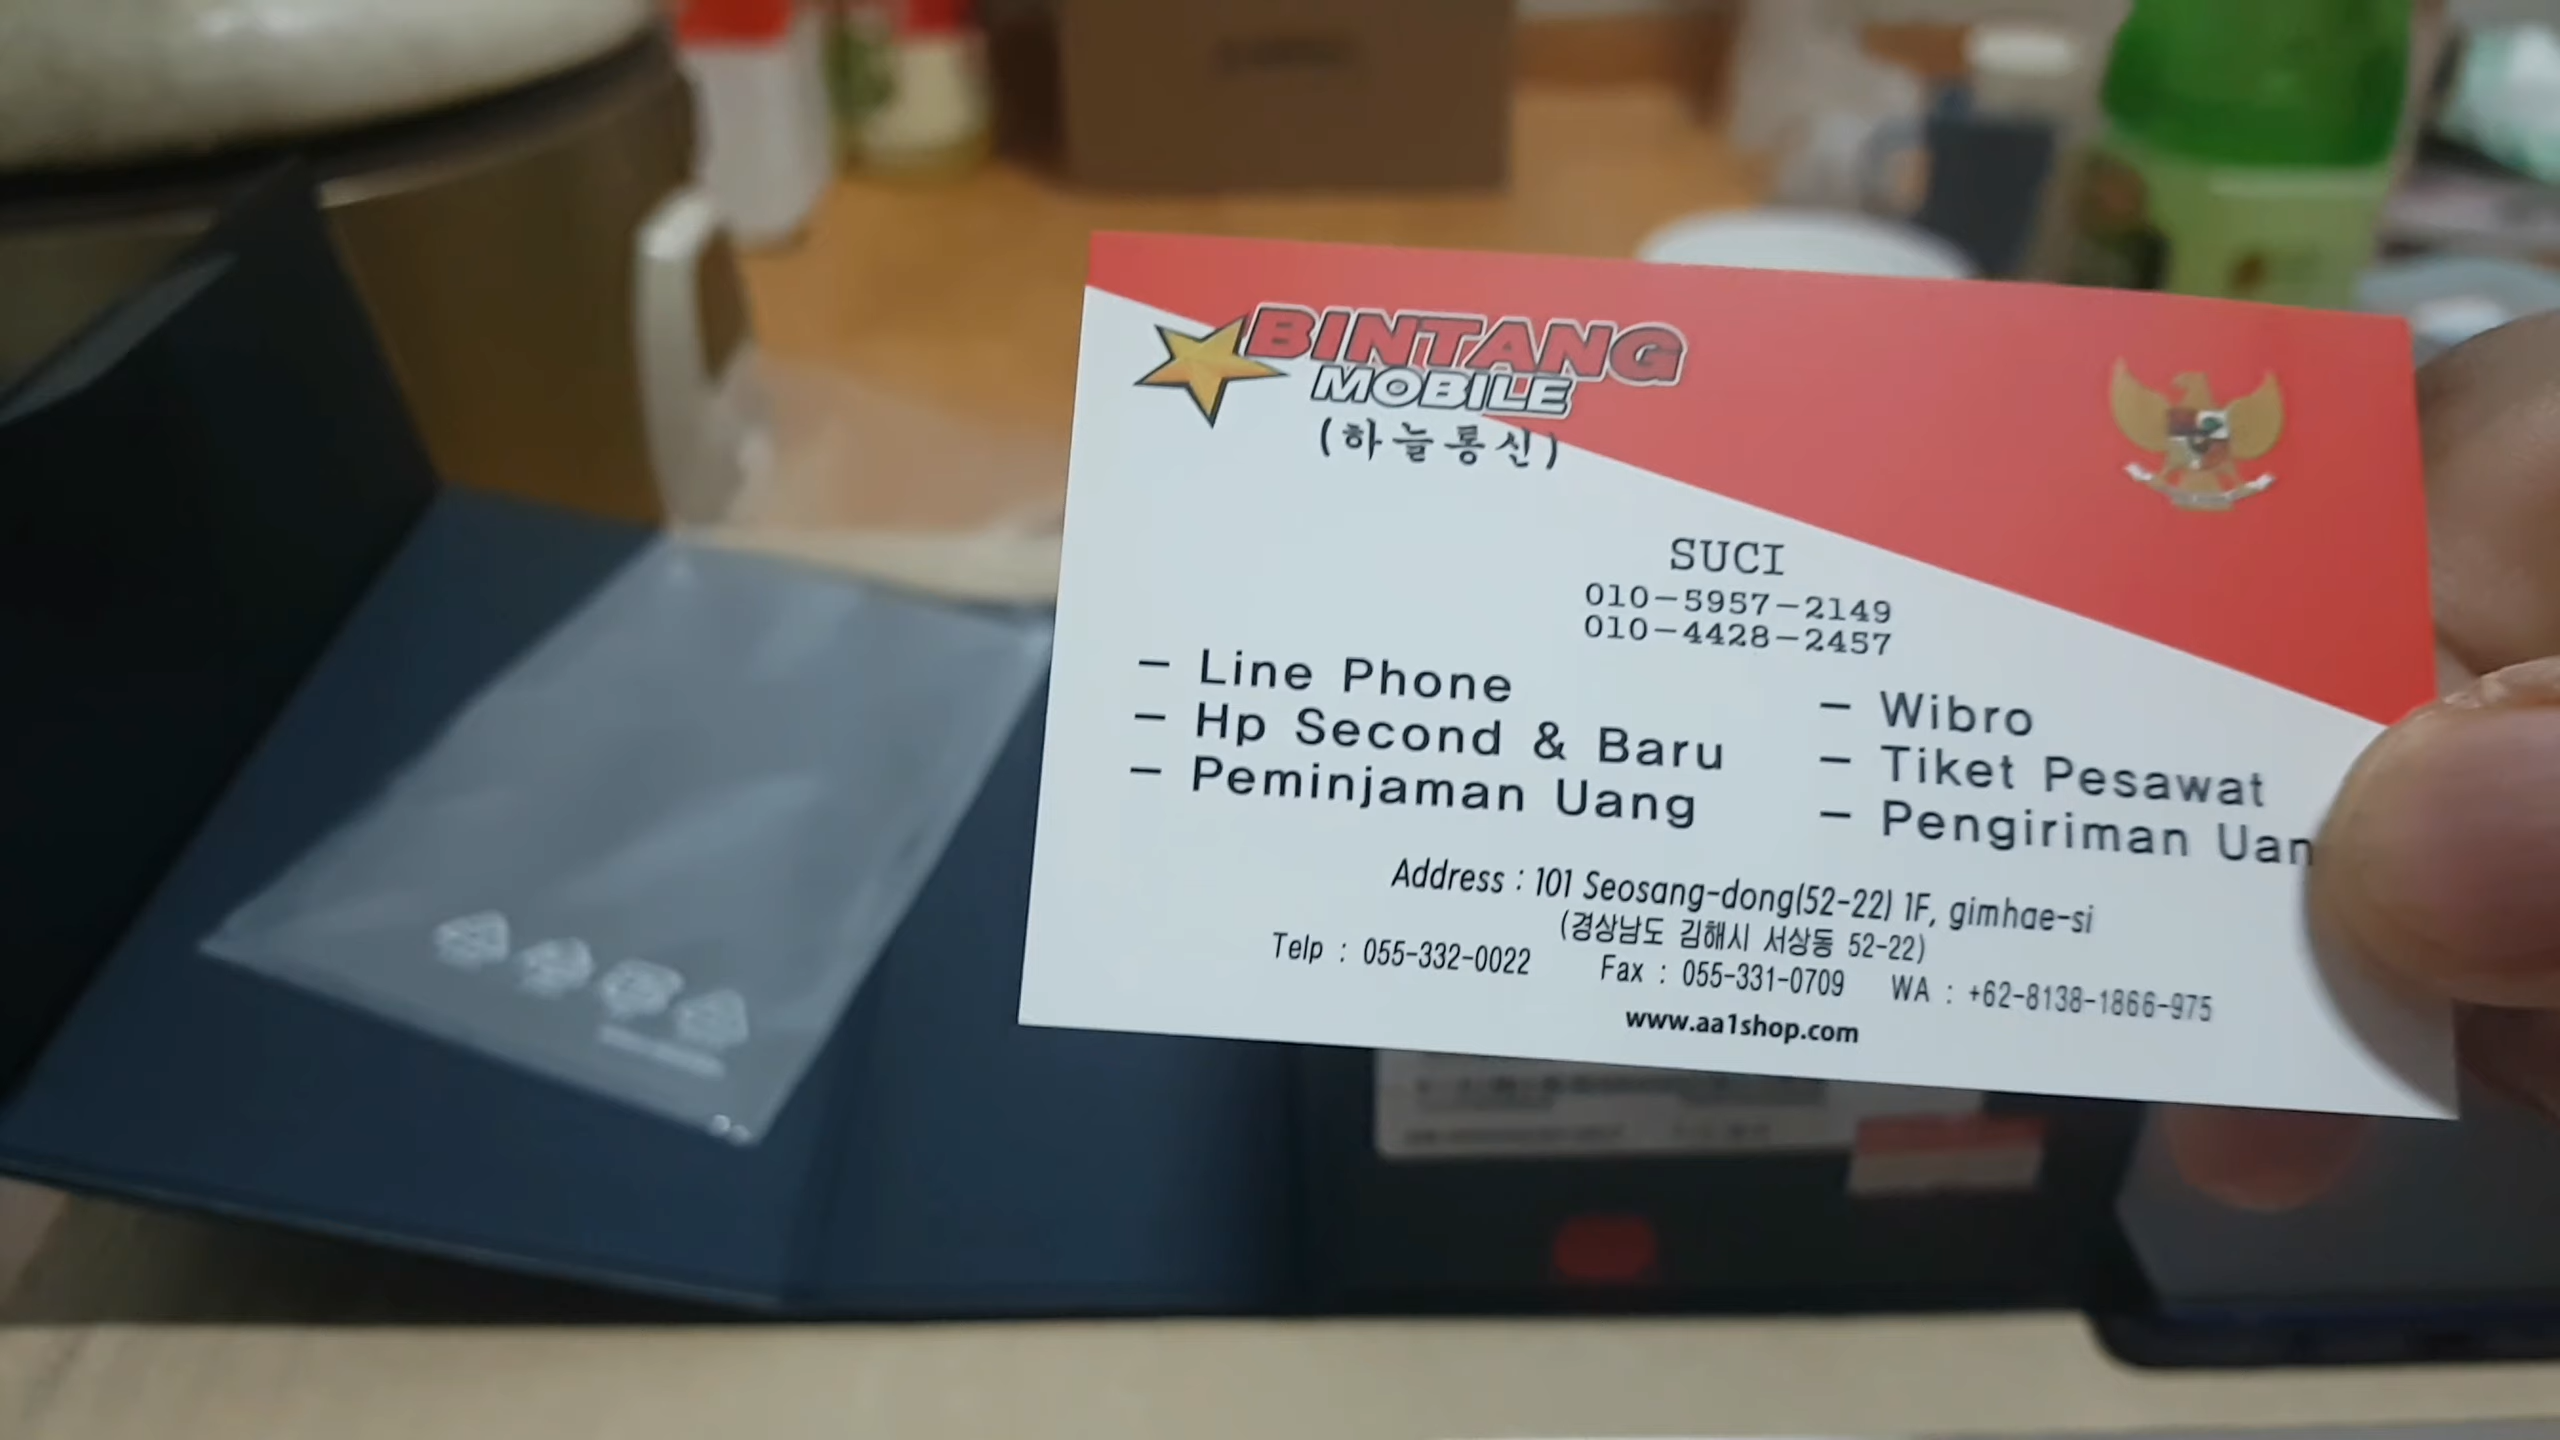 BINTANG
MOBILE
(하늘통신)
SUCI
010-5957-2149
010-4428-2457
- Line Phone
- Hp Second & Baru
- Peminjaman Uang
- Wibro
- Tiket Pesawat
- Pengiriman Uan
Address : 101 Seosang-dong(52-22) 1F, gimhae-si
(경상남도 김해시 서상동 52-22)
Telp : 055-332-0022 Fax : 055-331-0709 WA : +62-8138-1866-975
www.aa1shop.com